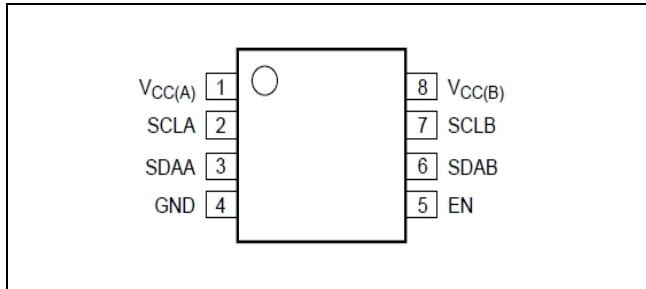 VCC(A) 1 8 VCC(B)
SCLA 2 7 SCLB
SDAA 3 6 SDAB
GND 4 5 EN